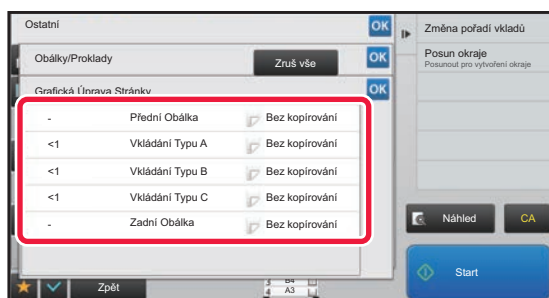 Ostatní
OK
Obálky/Proklady
Zruš vše
OK
Grafická Úprava Stránky
OK
- Přední Obálka Bez kopírování
<1 Vkládání Typu A Bez kopírování
<1 Vkládání Typu B Bez kopírování
<1 Vkládání Typu C Bez kopírování
- Zadní Obálka Bez kopírování
Zpět
3 B4
4 A3
Změna pořadí vkladů
Posun okraje
Posunout pro vytvoření okraje
Náhled
CA
Start